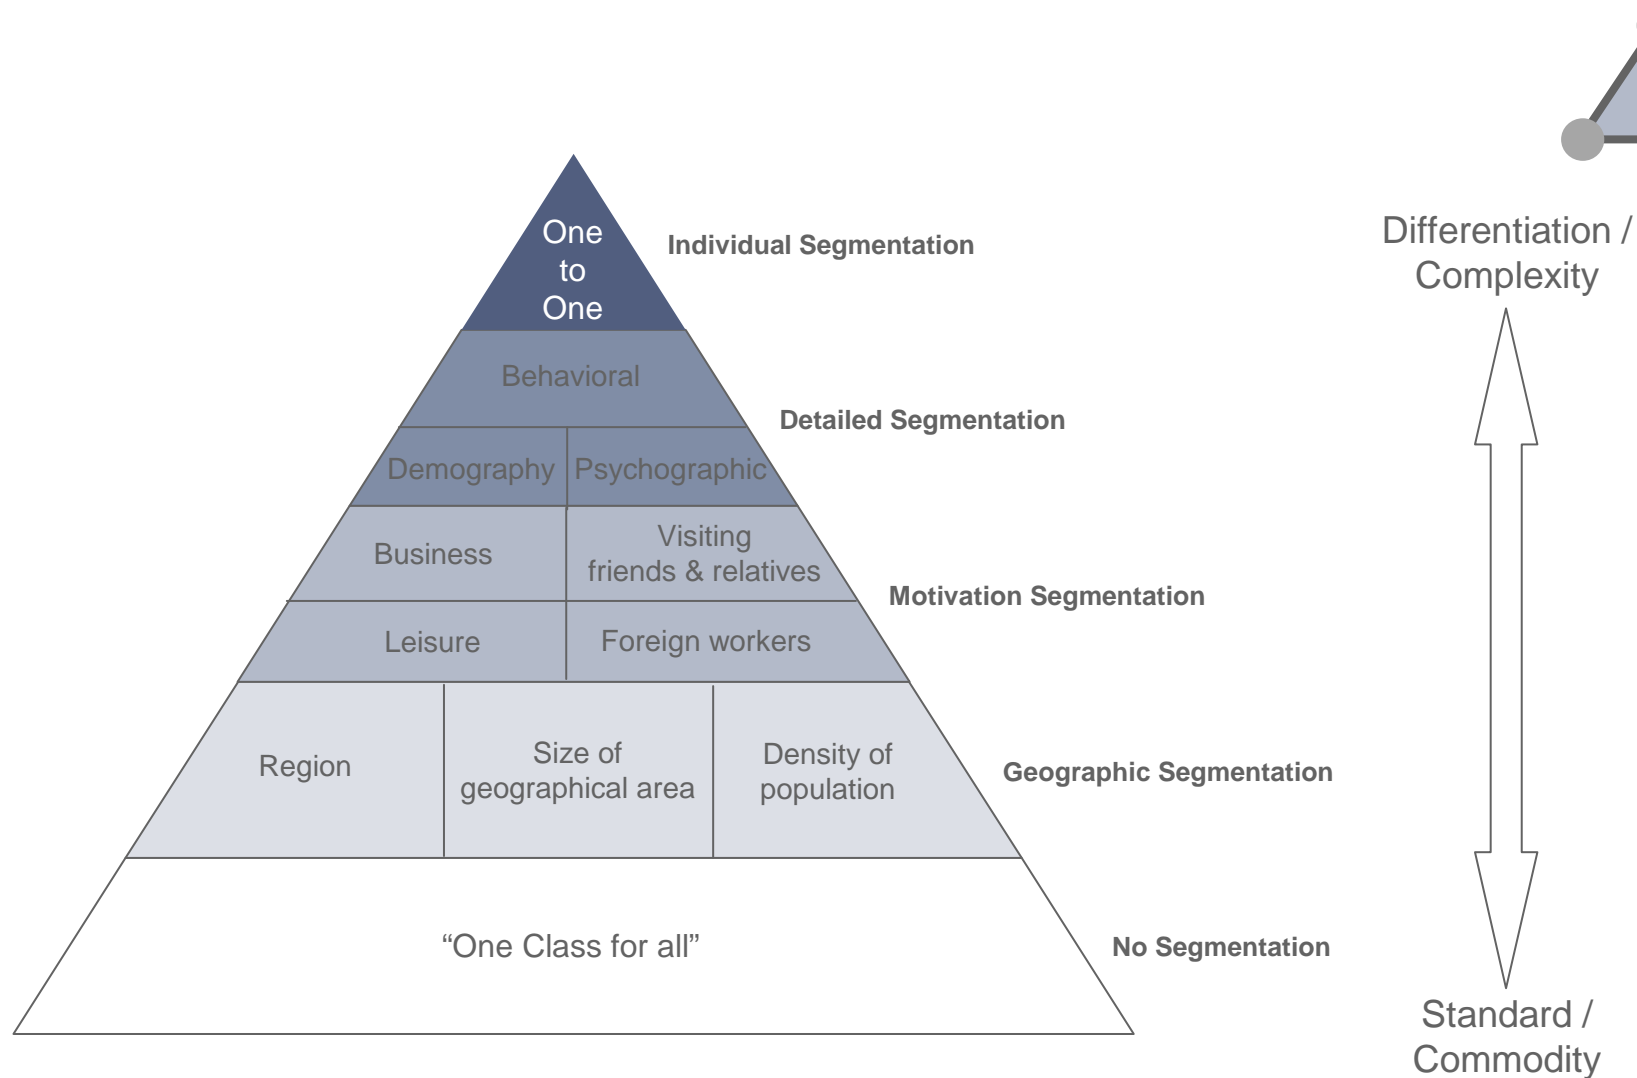 One
to
One
Individual Segmentation
Differentiation /
Complexity
Behavioral
Detailed Segmentation
Demography
Psychographic
Business
Visiting
friends & relatives
Motivation Segmentation
Leisure
Foreign workers
Region
Size of
geographical area
Density of
population
Geographic Segmentation
“One Class for all”
No Segmentation
Standard /
Commodity